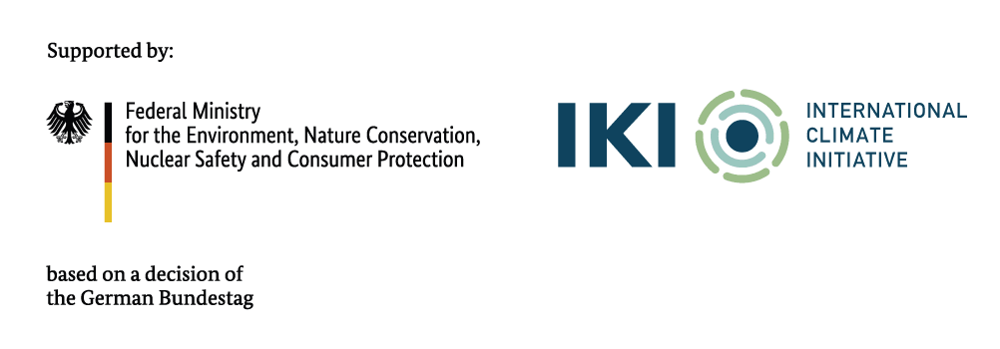 Supported by:
Federal Ministry
for the Environment, Nature Conservation,
Nuclear Safety and Consumer Protection
based on a decision of
the German Bundestag
IKI
INTERNATIONAL
CLIMATE
INITIATIVE